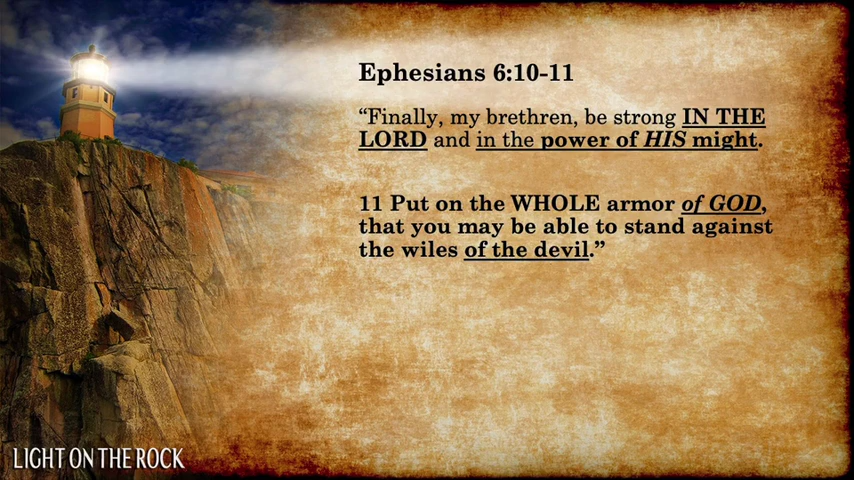 Ephesians 6:10-11
“Finally, my brethren, be strong IN THE
LORD and in the power of HIS might.
11 Put on the WHOLE armor of GOD,
that you may be able to stand against
the wiles of the devil.”
LIGHT ON THE ROCK